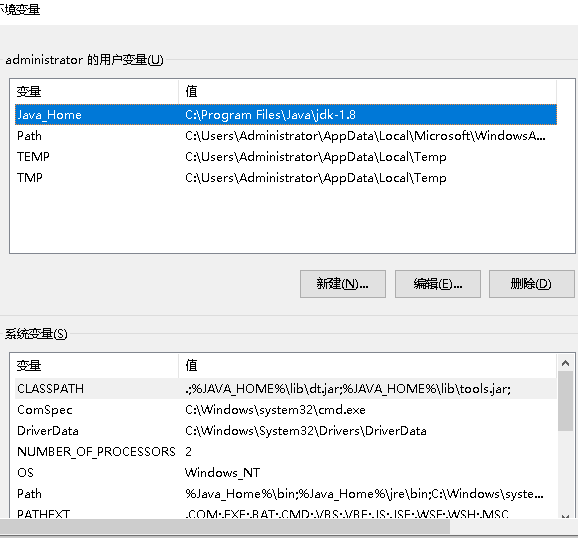 环境变量
administrator 的用户变量(U)
变量 值
Java_Home C:\Program Files\Java\jdk-1.8
Path C:\Users\Administrator\AppData\Local\Microsoft\WindowsA...
TEMP C:\Users\Administrator\AppData\Local\Temp
TMP C:\Users\Administrator\AppData\Local\Temp
新建(N)... 编辑(E)... 删除(D)
系统变量(S)
变量 值
CLASSPATH .;%JAVA_HOME%\lib\dt.jar;%JAVA_HOME%\lib\tools.jar;
ComSpec C:\Windows\system32\cmd.exe
DriverData C:\Windows\System32\Drivers\DriverData
NUMBER_OF_PROCESSORS 2
OS Windows_NT
Path %Java_Home%\bin;%Java_Home%\jre\bin;C:\Windows\syste...
PATHEXT .COM;.EXE;.BAT;.CMD;.VBS;.VBE;.JS;.JSE;.WSF;.WSH;.MSC